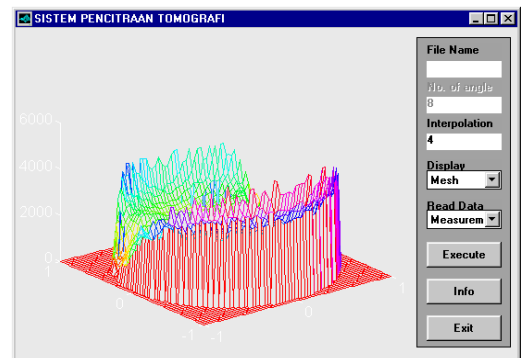 SISTEM PENCITRAAN TOMOGRAFI
File Name
No. of angle
8
Interpolation
4
Display
Mesh
Read Data
Measurem
Execute
Info
Exit
6000
4000
2000
0
1
0
-1
-1
0
1